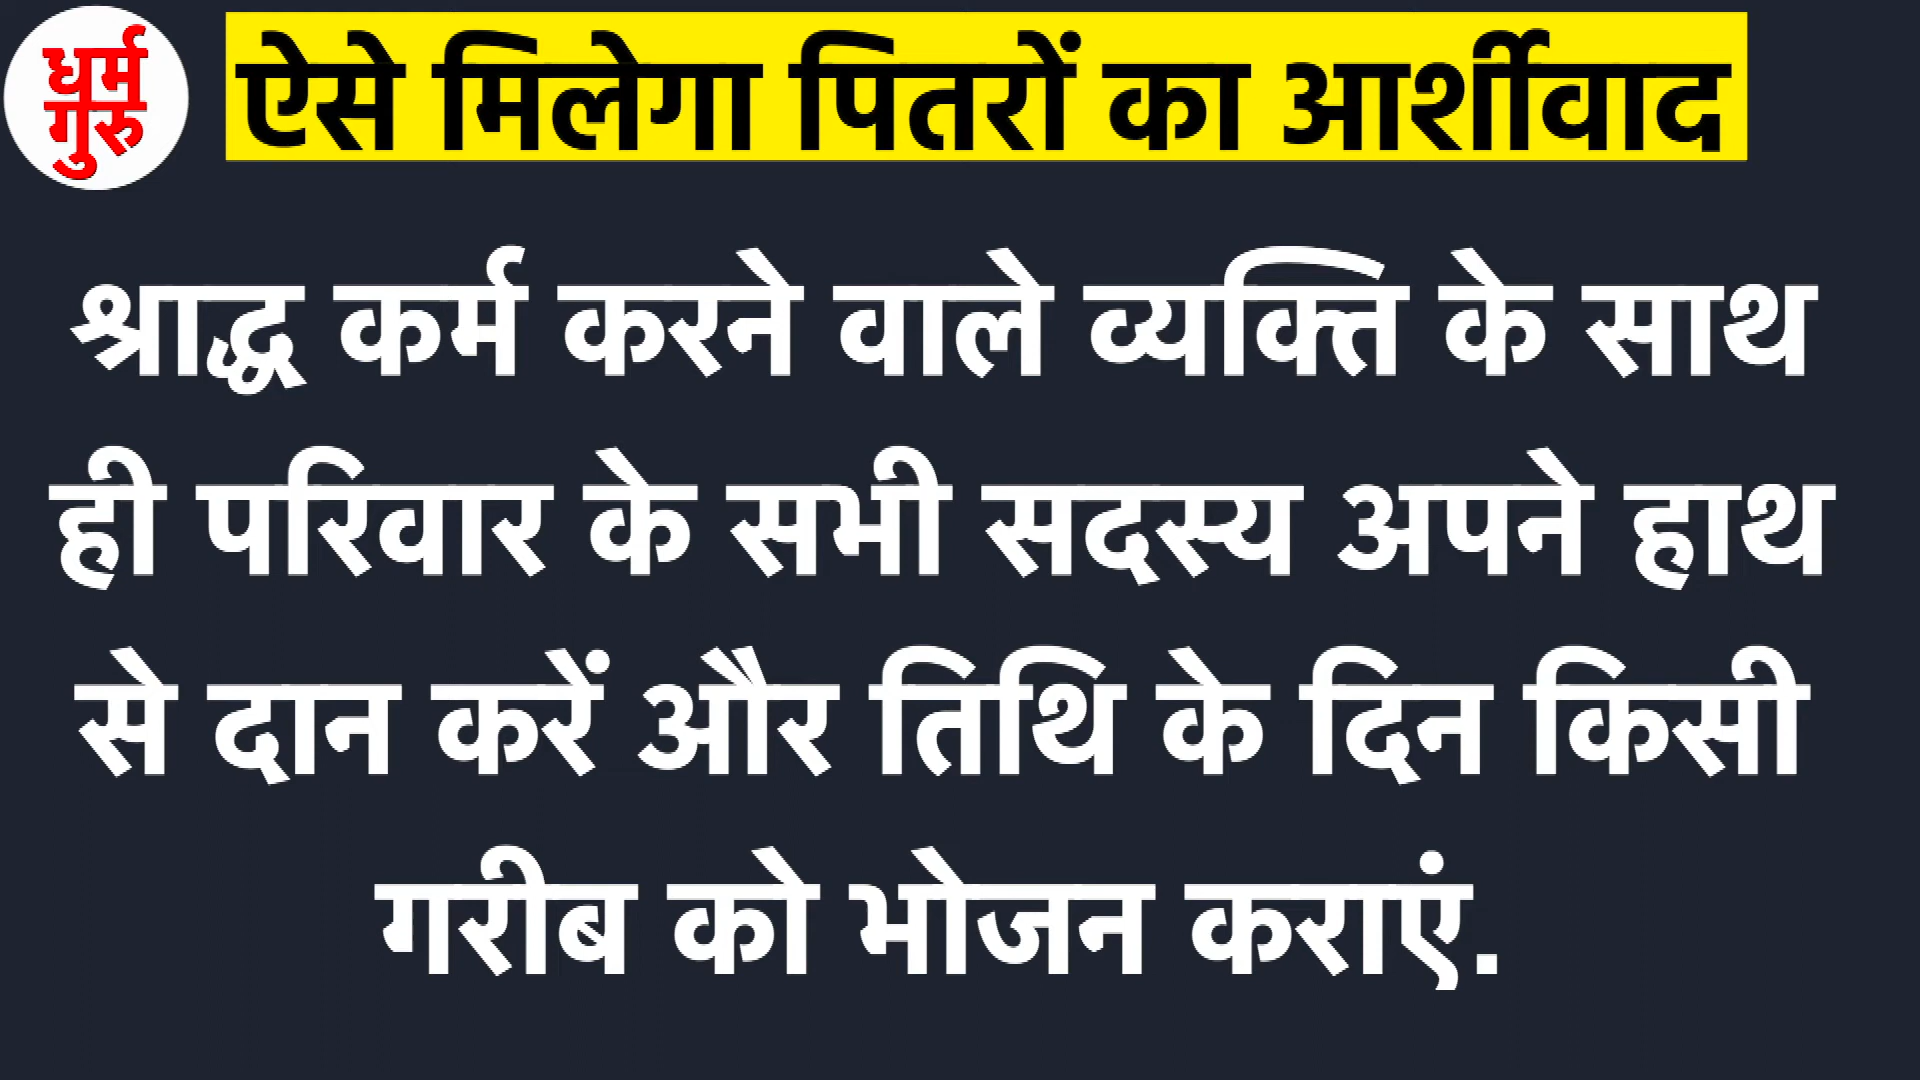 धर्म
गुरु
ऐसे मिलेगा पितरों का आर्शीवाद
श्राद्ध कर्म करने वाले व्यक्ति के साथ
ही परिवार के सभी सदस्य अपने हाथ
से दान करें और तिथि के दिन किसी
गरीब को भोजन कराएं.